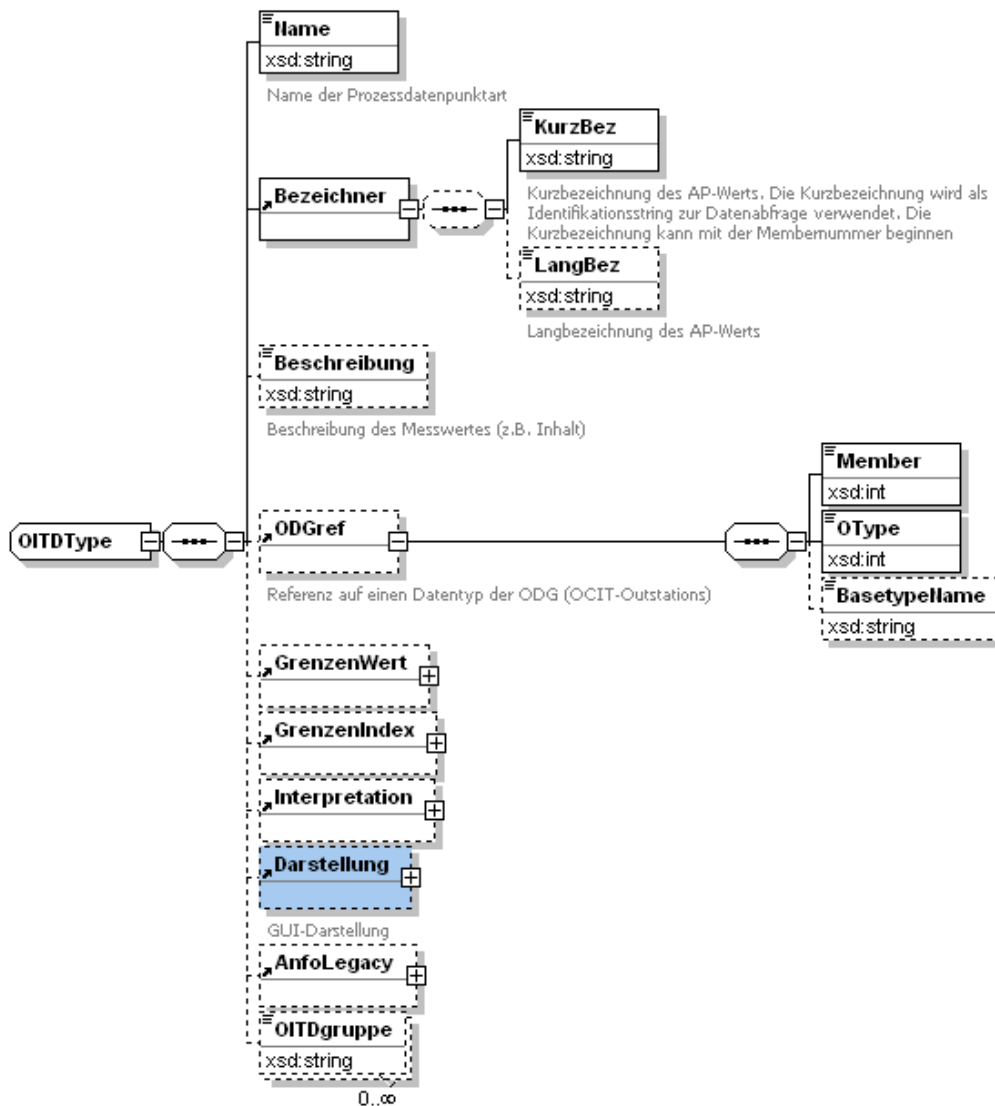 Name
xsd:string
Name der Prozessdatenpunktart
KurzBez
xsd:string
Kurzbezeichnung des AP-Werts. Die Kurzbezeichnung wird als
Identifikationsstring zur Datenabfrage verwendet. Die
Kurzbezeichnung kann mit der Membernummer beginnen
Bezeichner
LangBez
xsd:string
Langbezeichnung des AP-Werts
Beschreibung
xsd:string
Beschreibung des Messwertes (z.B. Inhalt)
Member
xsd:int
OITDType
ODGref
OType
xsd:int
Referenz auf einen Datentyp der ODG (OCIT-Outstations)
BasetypeName
xsd:string
GrenzenWert
GrenzenIndex
Interpretation
Darstellung
GUI-Darstellung
AnfoLegacy
OITDgruppe
xsd:string
0..∞